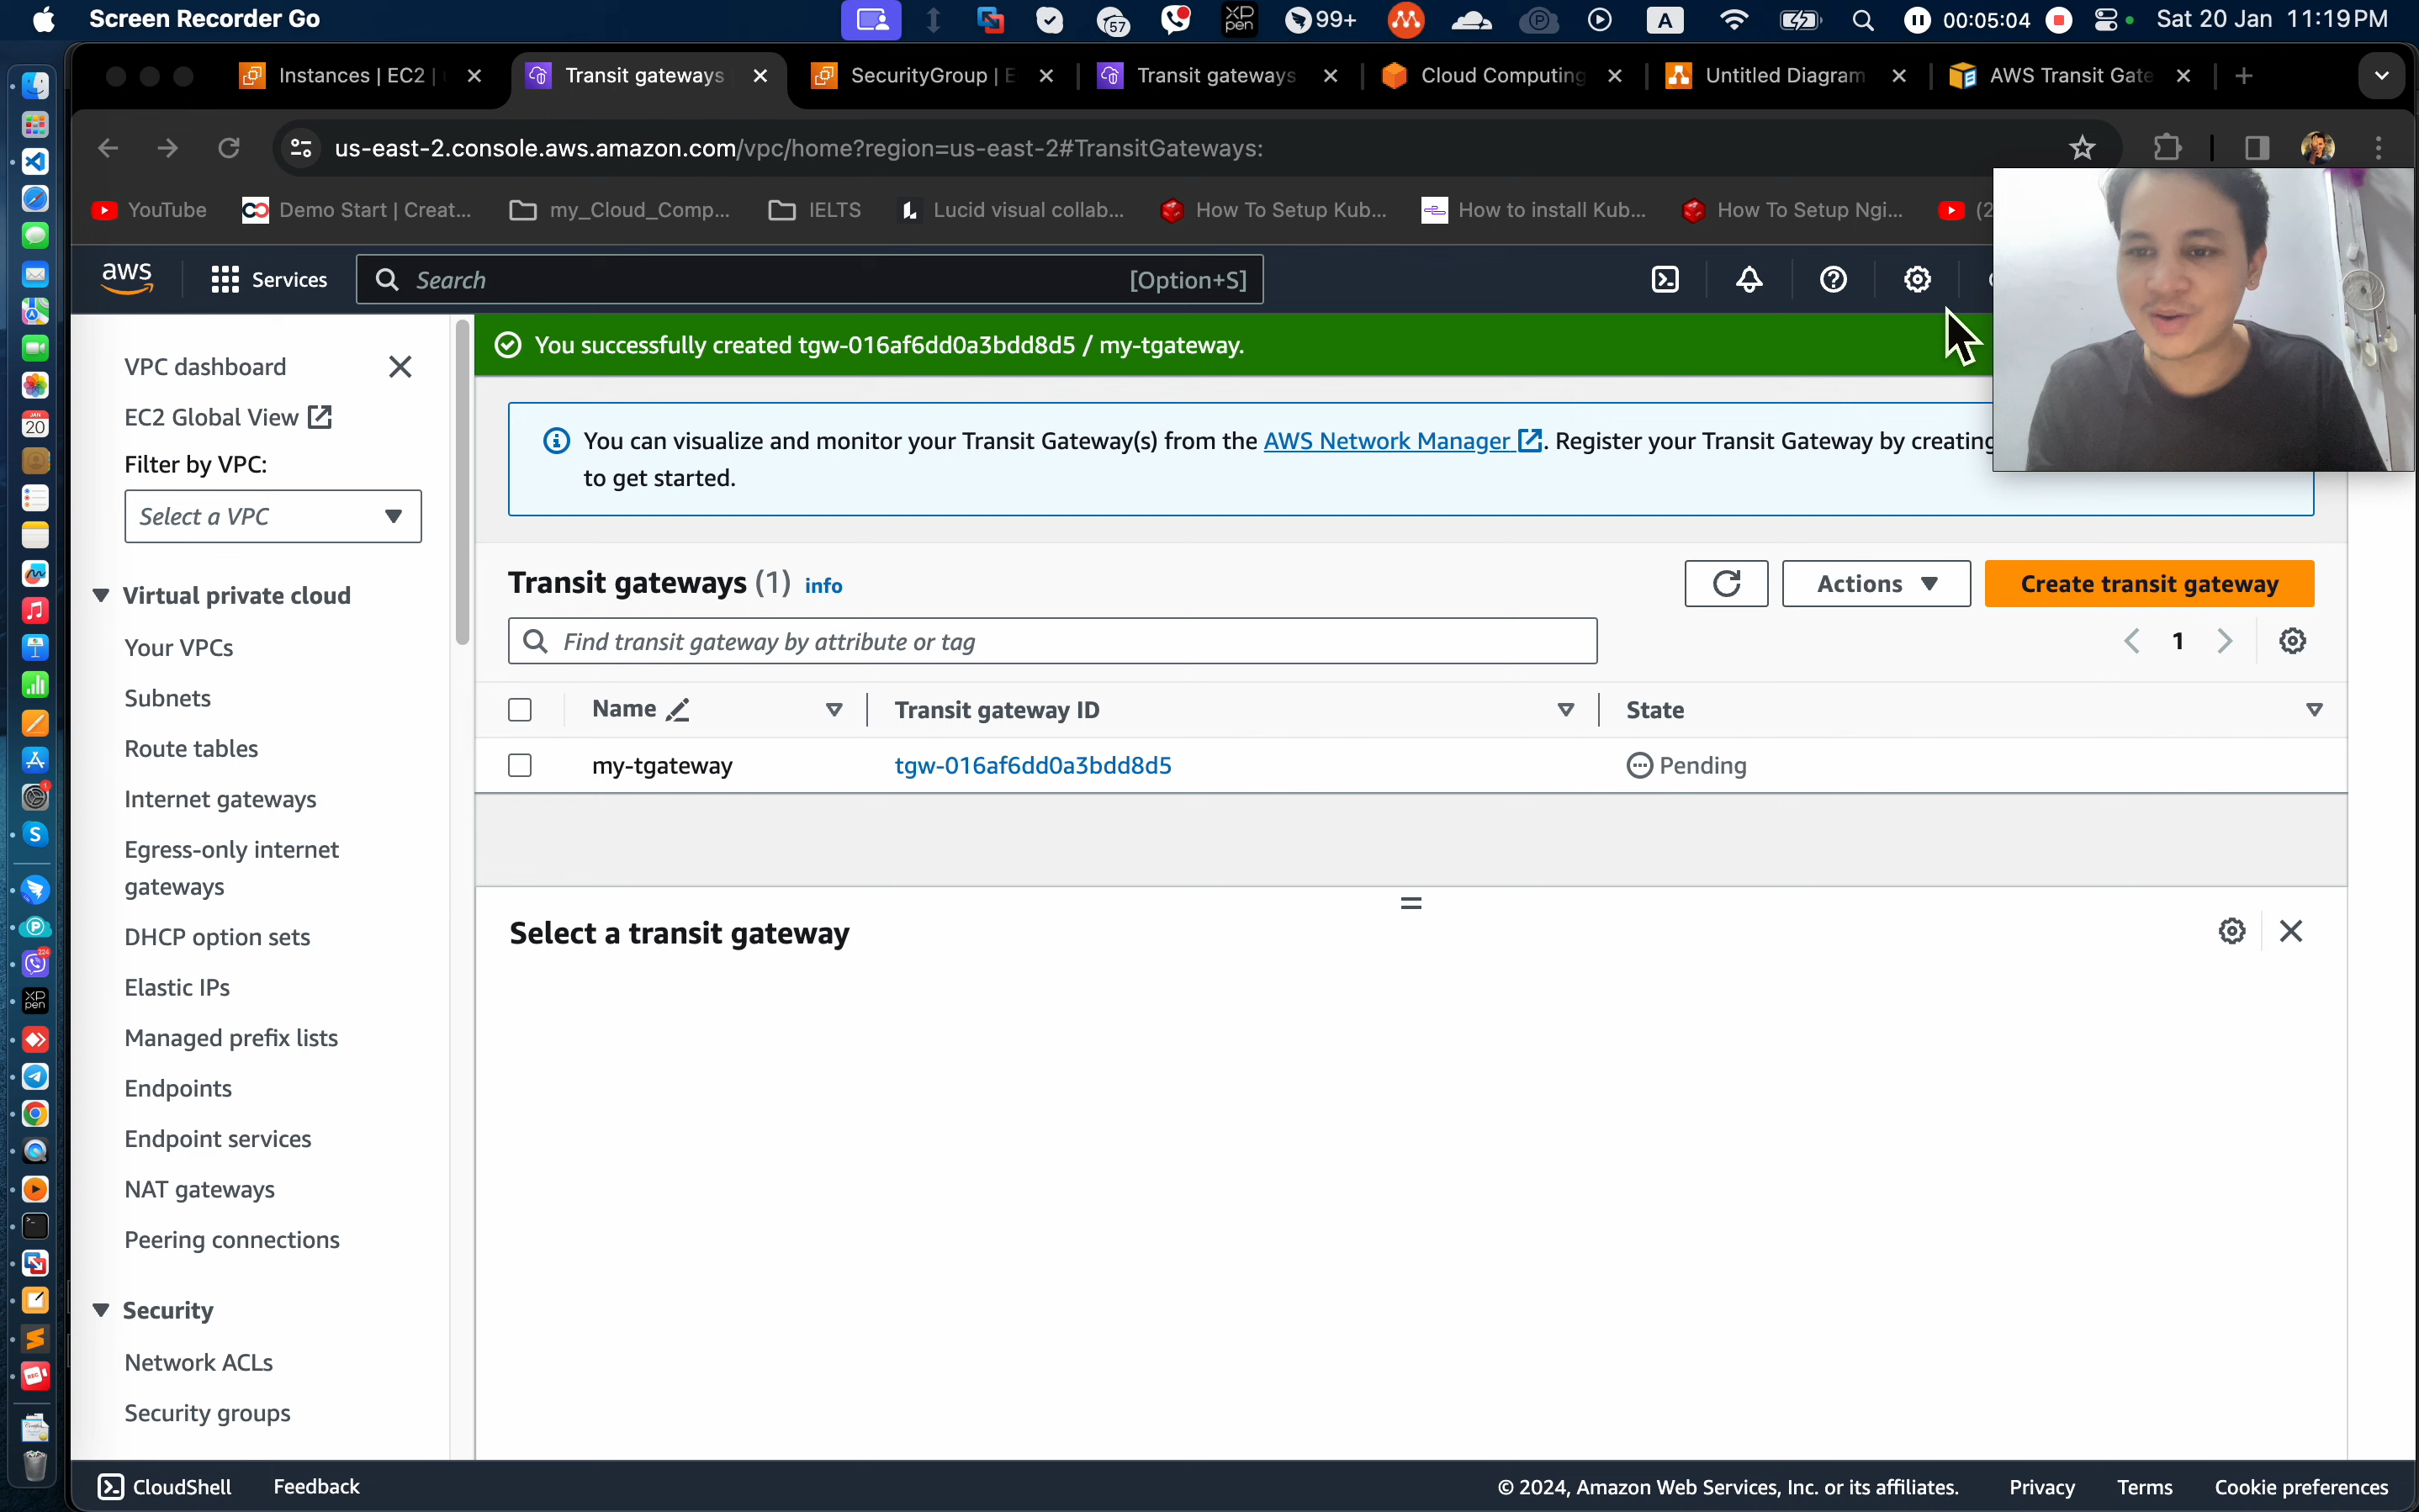 Screen Recorder Go
57
XP
pen
99+
A
00:05:04
Sat 20 Jan 11:19 PM
Instances | EC2 |
Transit gateways
SecurityGroup | E
Transit gateways
Cloud Computing
Untitled Diagram
AWS Transit Gate
us-east-2.console.aws.amazon.com/vpc/home?region=us-east-2#TransitGateways:
YouTube
Demo Start | Creat...
my_Cloud_Comp...
IELTS
Lucid visual collab...
How To Setup Kub...
How to install Kub...
How To Setup Ngi...
aws
Services
Search
[Option+S]
VPC dashboard
EC2 Global View
Filter by VPC:
Select a VPC
Virtual private cloud
Your VPCs
Subnets
Route tables
Internet gateways
Egress-only internet
gateways
DHCP option sets
Elastic IPs
Managed prefix lists
Endpoints
Endpoint services
NAT gateways
Peering connections
Security
Network ACLs
Security groups
You successfully created tgw-016af6dd0a3bdd8d5 / my-tgateway.
You can visualize and monitor your Transit Gateway(s) from the AWS Network Manager. Register your Transit Gateway by creating
to get started.
Transit gateways (1) info
Actions
Create transit gateway
Find transit gateway by attribute or tag
1
Name
Transit gateway ID
State
my-tgateway
tgw-016af6dd0a3bdd8d5
Pending
Select a transit gateway
CloudShell
Feedback
© 2024, Amazon Web Services, Inc. or its affiliates.
Privacy
Terms
Cookie preferences